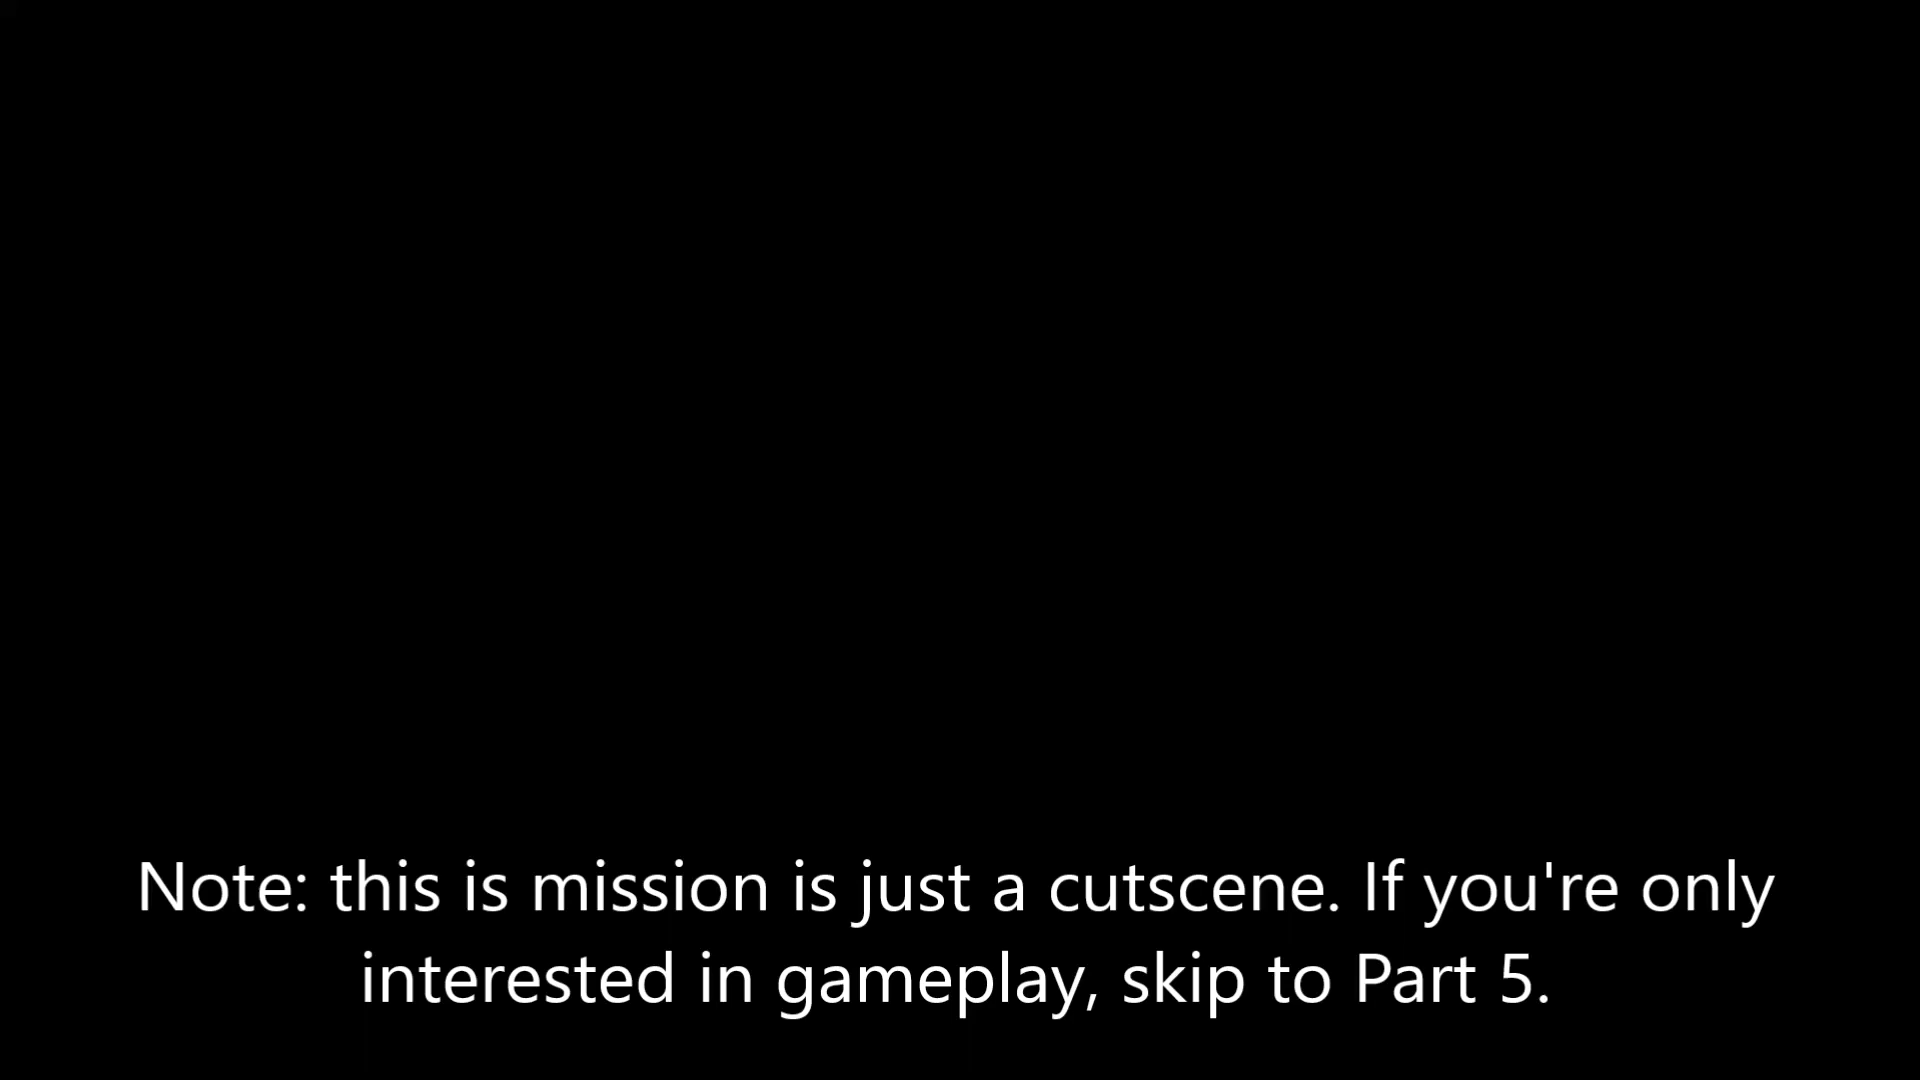 Note: this is mission is just a cutscene. If you're only
interested in gameplay, skip to Part 5.